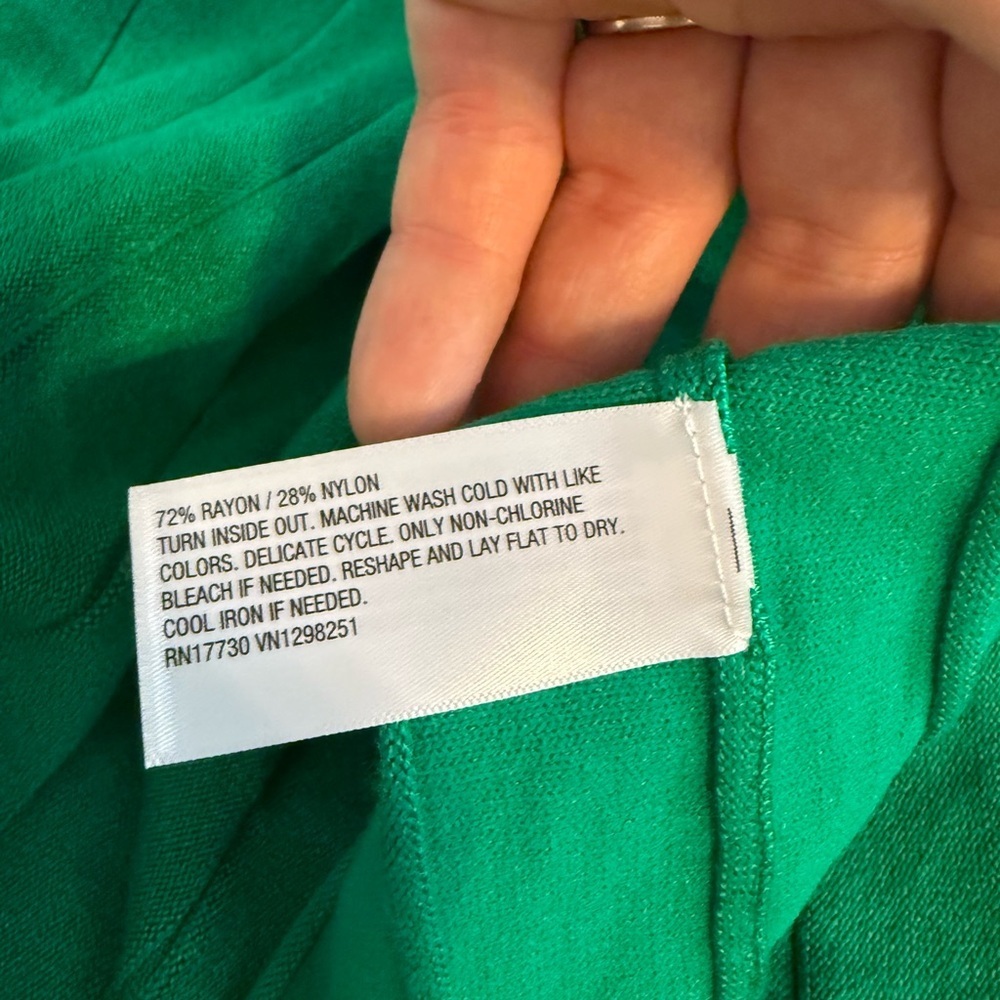 72% RAYON / 28% NYLON
TURN INSIDE OUT. MACHINE WASH COLD WITH LIKE
COLORS. DELICATE CYCLE. ONLY NON-CHLORINE
BLEACH IF NEEDED. RESHAPE AND LAY FLAT TO DRY.
COOL IRON IF NEEDED.
RN17730 VN1298251